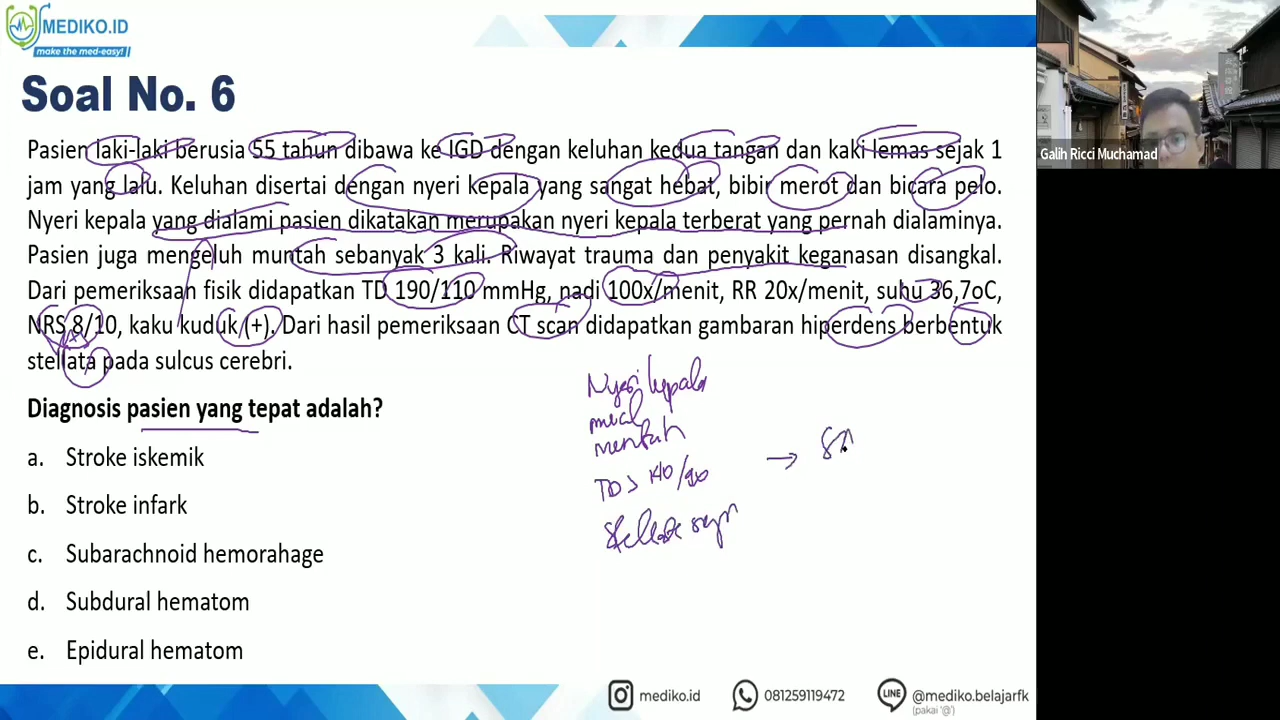 MEDIKO.ID
make the med-easy!
Soal No. 6
Galih Ricci Muchamad
Pasien laki-laki berusia 55 tahun dibawa ke IGD dengan keluhan kedua tangan dan kaki lemas sejak 1
jam yang lalu. Keluhan disertai dengan nyeri kepala yang sangat hebat, bibir merot dan bicara pelo.
Nyeri kepala yang dialami pasien dikatakan merupakan nyeri kepala terberat yang pernah dialaminya.
Pasien juga mengeluh muntah sebanyak 3 kali. Riwayat trauma dan penyakit keganasan disangkal.
Dari pemeriksaan fisik didapatkan TD 190/110 mmHg, nadi 100x/menit, RR 20x/menit, suhu 36,7oC,
NRS 8/10, kaku kuduk (+). Dari hasil pemeriksaan CT scan didapatkan gambaran hiperdens berbentuk
stellata pada sulcus cerebri.
Nyeri kepala
mual
muntah
TD > 140/90
→
Diagnosis pasien yang tepat adalah?
a. Stroke iskemik
b. Stroke infark
c. Subarachnoid hemorahage
d. Subdural hematom
e. Epidural hematom
mediko.id
081259119472
LINE
@mediko.belajarfk
(pakai '@')